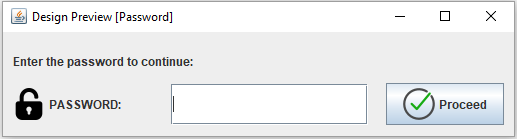 Design Preview [Password]
Enter the password to continue:
PASSWORD:
Proceed